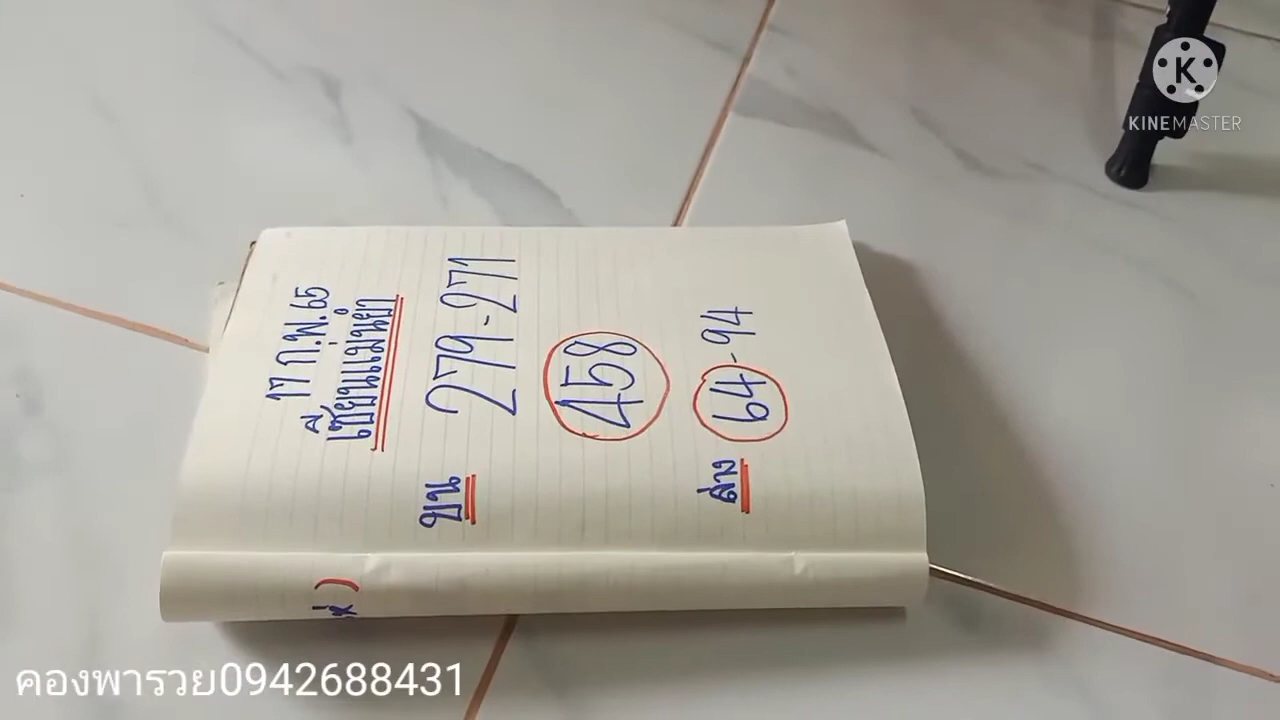 17 ก.พ.65
เซียนแม่นยำ
บน 279-271
458
ล่าง 64-94
)
KINEMASTER
คองพารวย0942688431